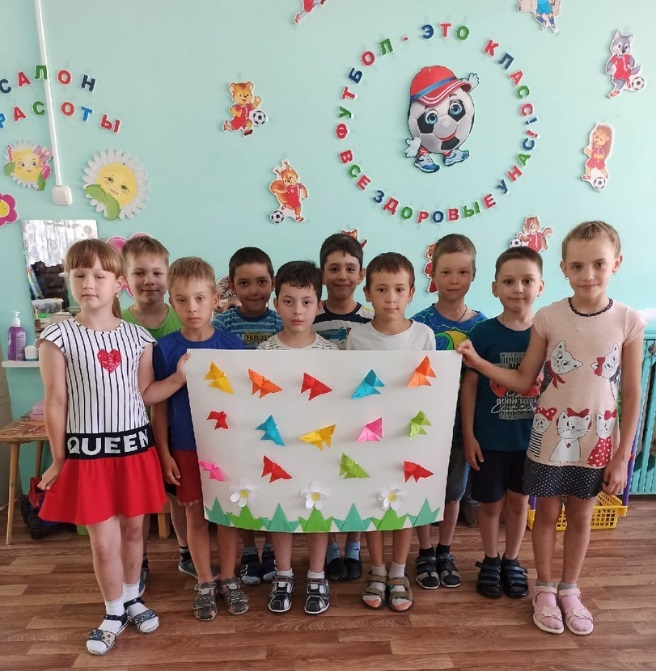 САЛОН
КРАСОТЫ
ФУТБОЛ - ЭТО КЛАСС!
ВСЕ ЗДОРОВЫЕ У НАС!
QUEEN